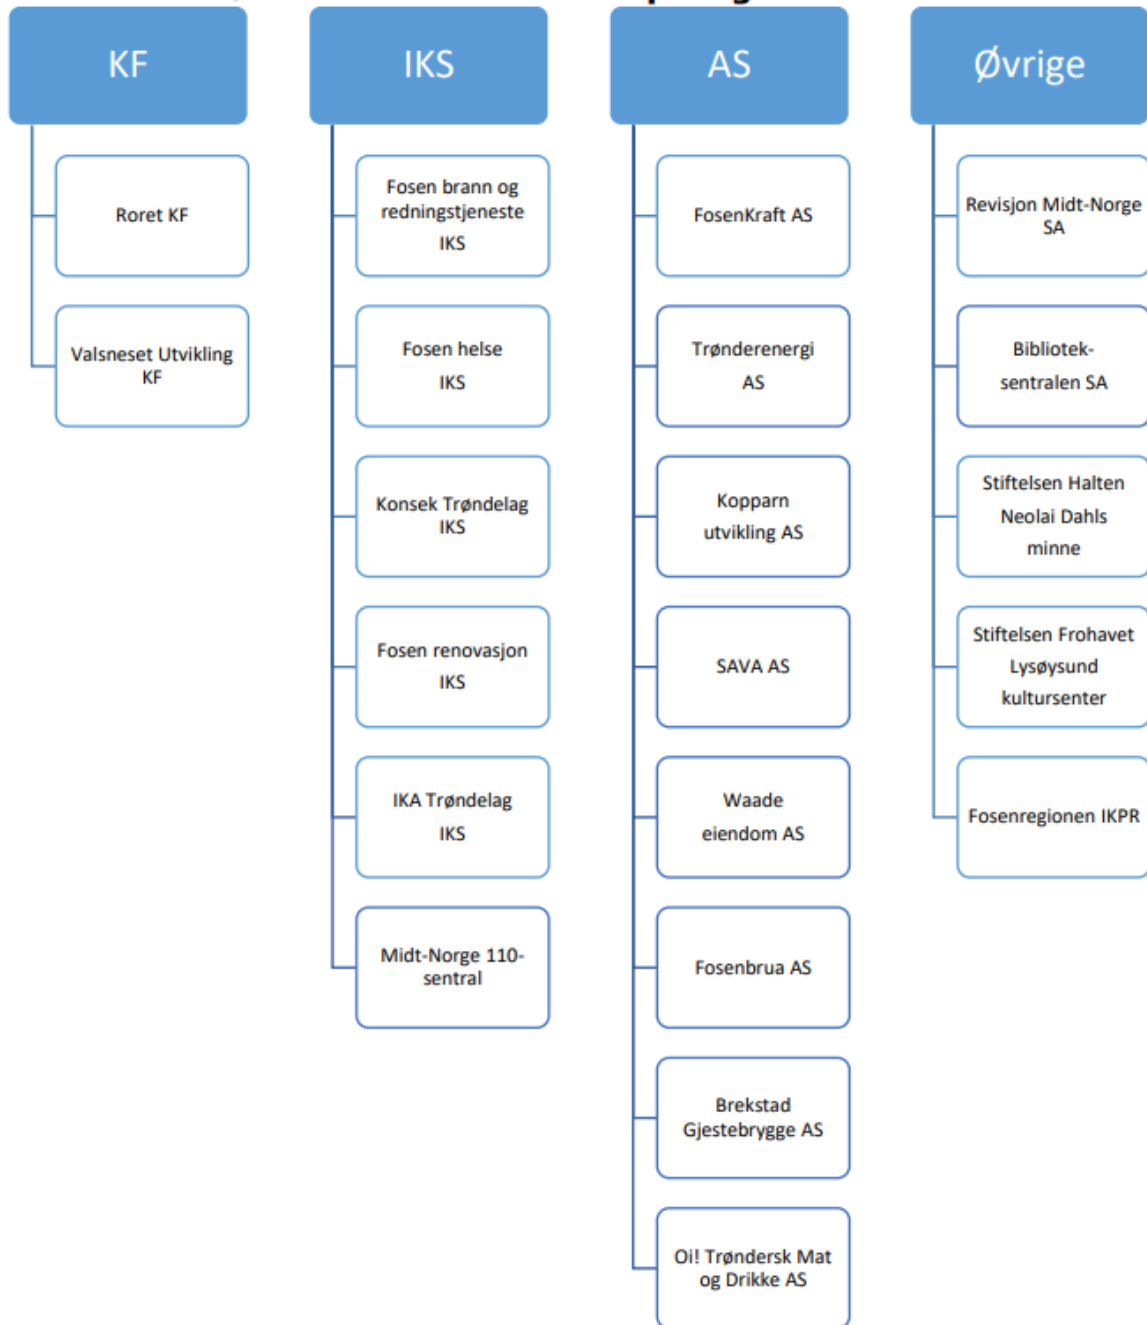 KF
Roret KF
Valsneset Utvikling
KF
IKS
Fosen brann og
redningstjeneste
IKS
Fosen helse
IKS
Konsek Trøndelag
IKS
Fosen renovasjon
IKS
IKA Trøndelag
IKS
Midt-Norge 110-
sentral
AS
FosenKraft AS
Trønderenergi
AS
Kopparn
utvikling AS
SAVA AS
Waade
eiendom AS
Fosenbrua AS
Brekstad
Gjestebrygge AS
Oi! Trøndersk Mat
og Drikke AS
Øvrige
Revisjon Midt-Norge
SA
Bibliotek-
sentralen SA
Stiftelsen Halten
Neolai Dahls
minne
Stiftelsen Frohavet
Lysøysund
kultursenter
Fosenregionen IKPR